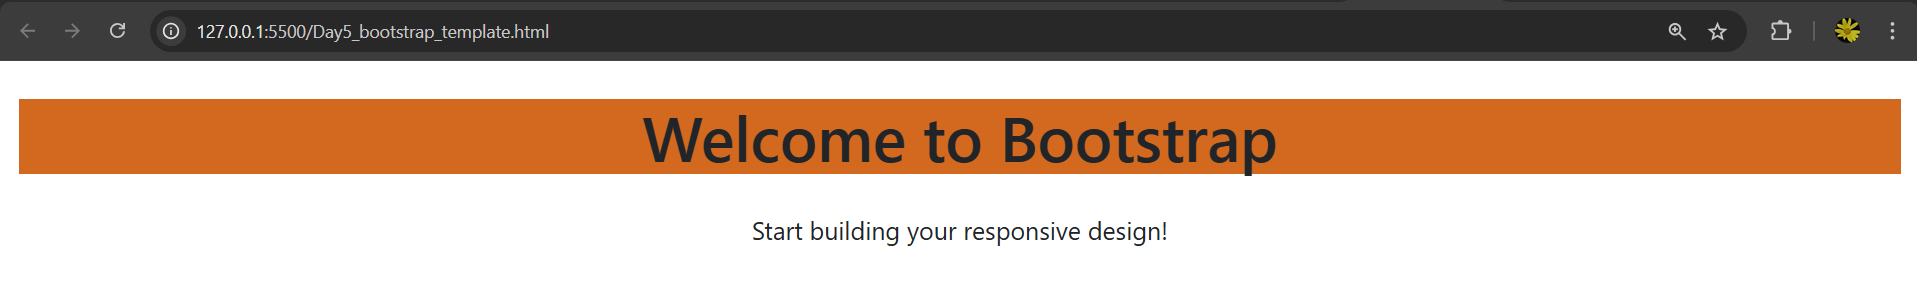 127.0.0.1:5500/Day5_bootstrap_template.html
Welcome to Bootstrap
Start building your responsive design!